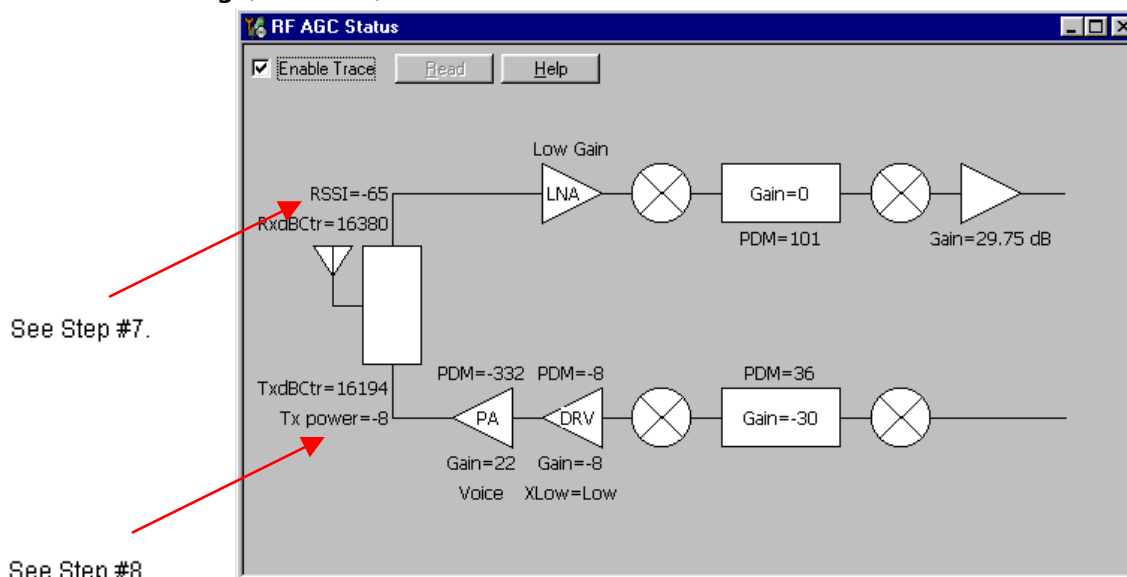 RF AGC Status
Enable Trace Read Help
Low Gain
RSSI=-65 LNA Gain=0
RxdBCtr=16380 PDM=101 Gain=29.75 dB
See Step #7.
PDM=-332 PDM=-8 PDM=36
TxdBCtr=16194
Tx power=-8 PA DRV Gain=-30
Gain=22 Gain=-8
Voice XLow=Low
See Step #8